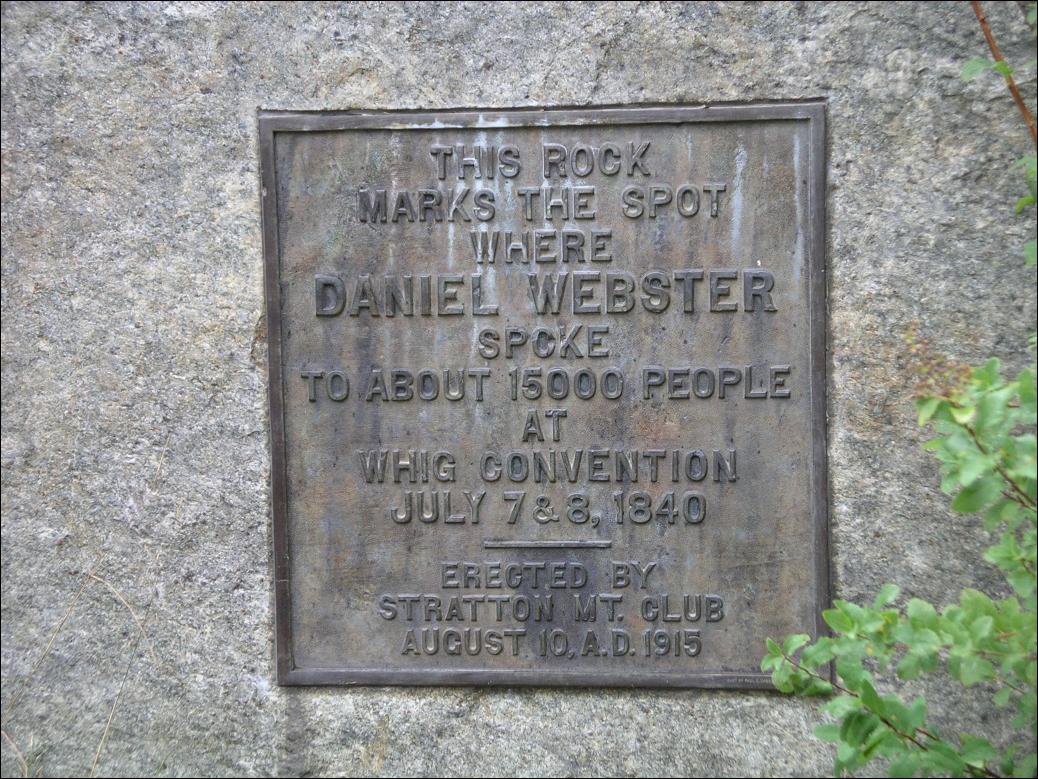 THIS ROCK
MARKS THE SPOT
WHERE
DANIEL WEBSTER
SPOKE
TO ABOUT 15000 PEOPLE
AT
WHIG CONVENTION
JULY 7 & 8, 1840
ERECTED BY
STRATTON MT. CLUB
AUGUST 10, A.D. 1915